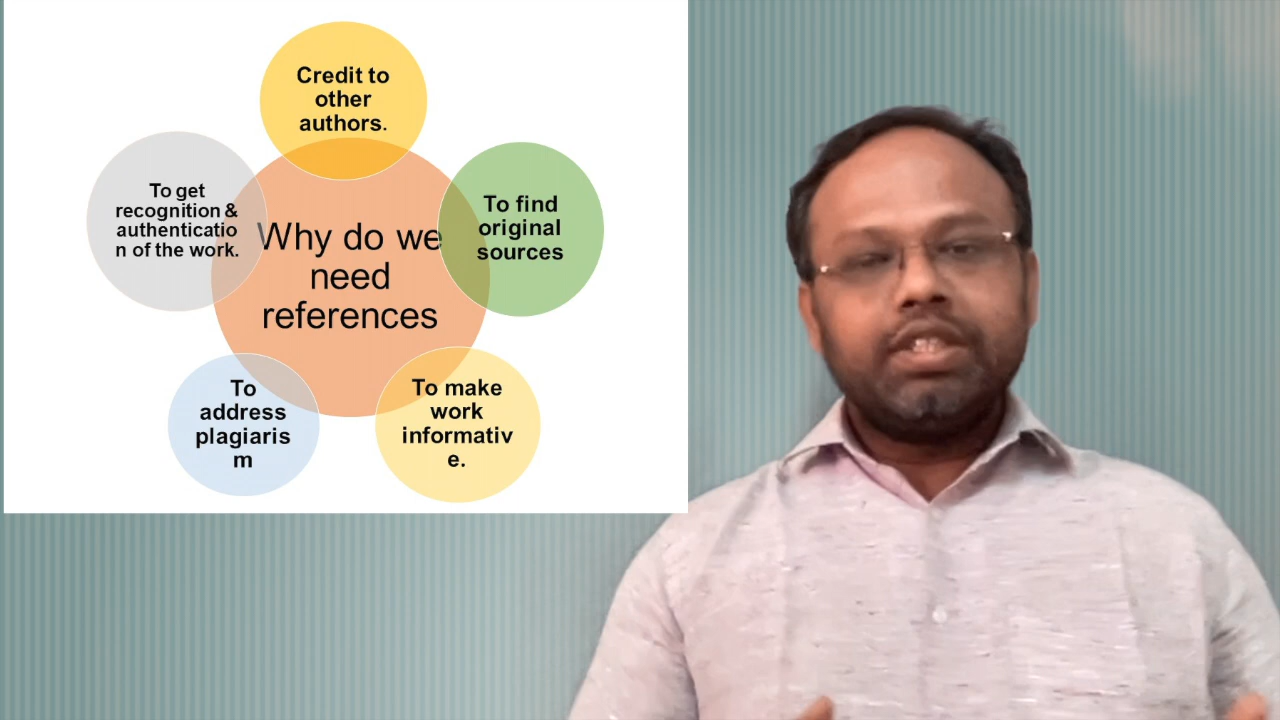 Credit to
other
authors.
To get
recognition &
authenticatio
n of the work.
Why do we
need
references
To find
original
sources
To
address
plagiaris
m
To make
work
informativ
e.